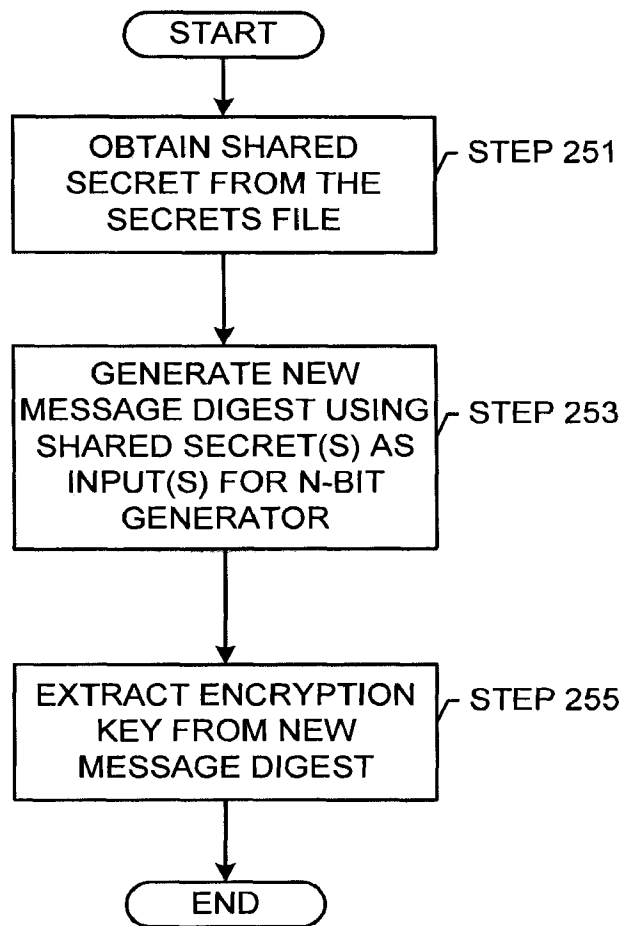 START
OBTAIN SHARED
SECRET FROM THE
SECRETS FILE
STEP 251
GENERATE NEW
MESSAGE DIGEST USING
SHARED SECRET(S) AS
INPUT(S) FOR N-BIT
GENERATOR
STEP 253
EXTRACT ENCRYPTION
KEY FROM NEW
MESSAGE DIGEST
STEP 255
END